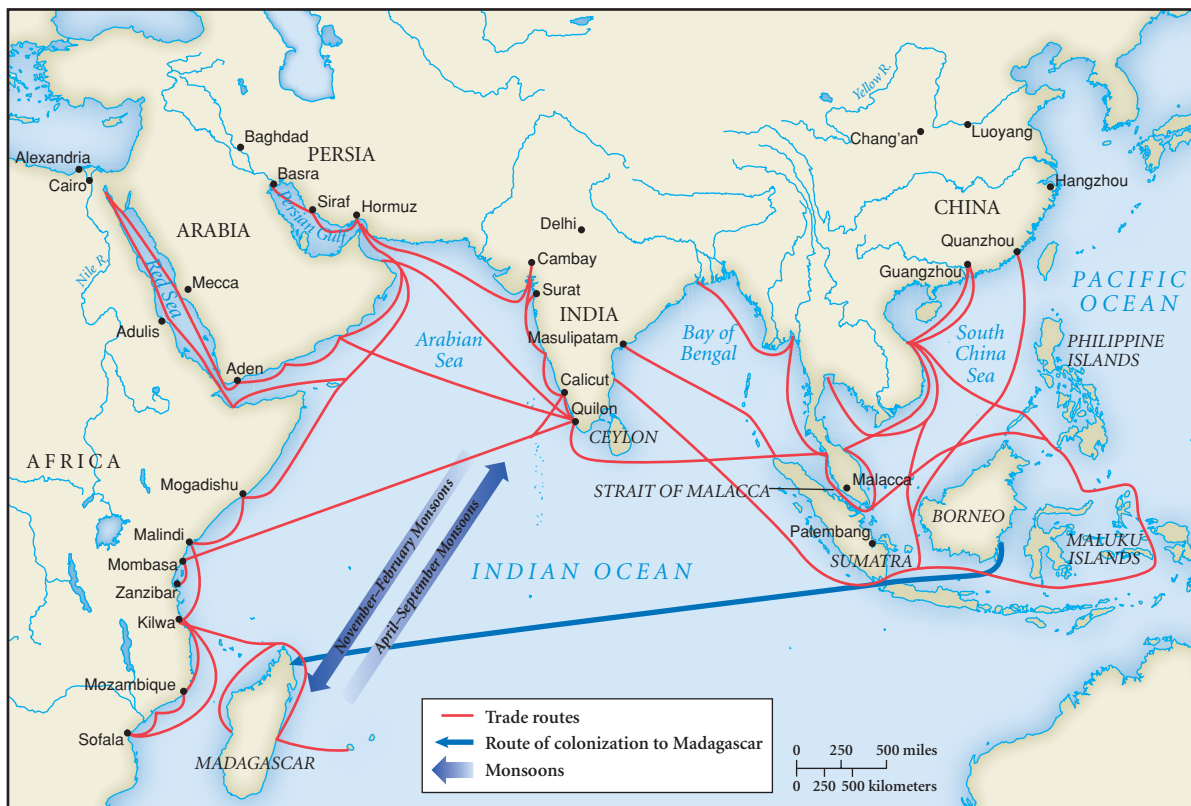 Yellow R.
Luoyang
Chang'an
Baghdad
PERSIA
Alexandria
Cairo
Basra
Hangzhou
Siraf
Hormuz
Persian Gulf
CHINA
ARABIA
Delhi
Quanzhou
Nile R.
Cambay
Guangzhou
Mecca
Red Sea
Surat
PACIFIC
OCEAN
INDIA
Adulis
Arabian
Sea
Masulipatam
Bay of
Bengal
South
China
Sea
PHILIPPINE
ISLANDS
Aden
Calicut
Quilon
CEYLON
AFRICA
Mogadishu
STRAIT OF MALACCA
Malacca
BORNEO
Malindi
Palembang
MALUKU
ISLANDS
Mombasa
SUMATRA
INDIAN OCEAN
Zanzibar
Kilwa
November–February Monsoons
April–September Monsoons
Mozambique
Sofala
MADAGASCAR
Trade routes
Route of colonization to Madagascar
Monsoons
0 250 500 miles
0 250 500 kilometers